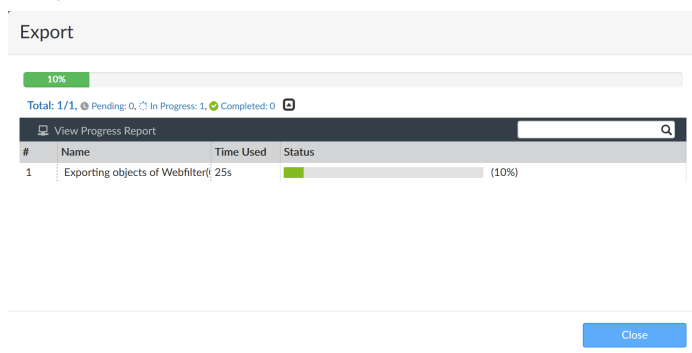 Export
10%
Total: 1/1, Pending: 0, In Progress: 1, Completed: 0
View Progress Report
# Name Time Used Status
1 Exporting objects of Webfilter( 25s (10%)
Close